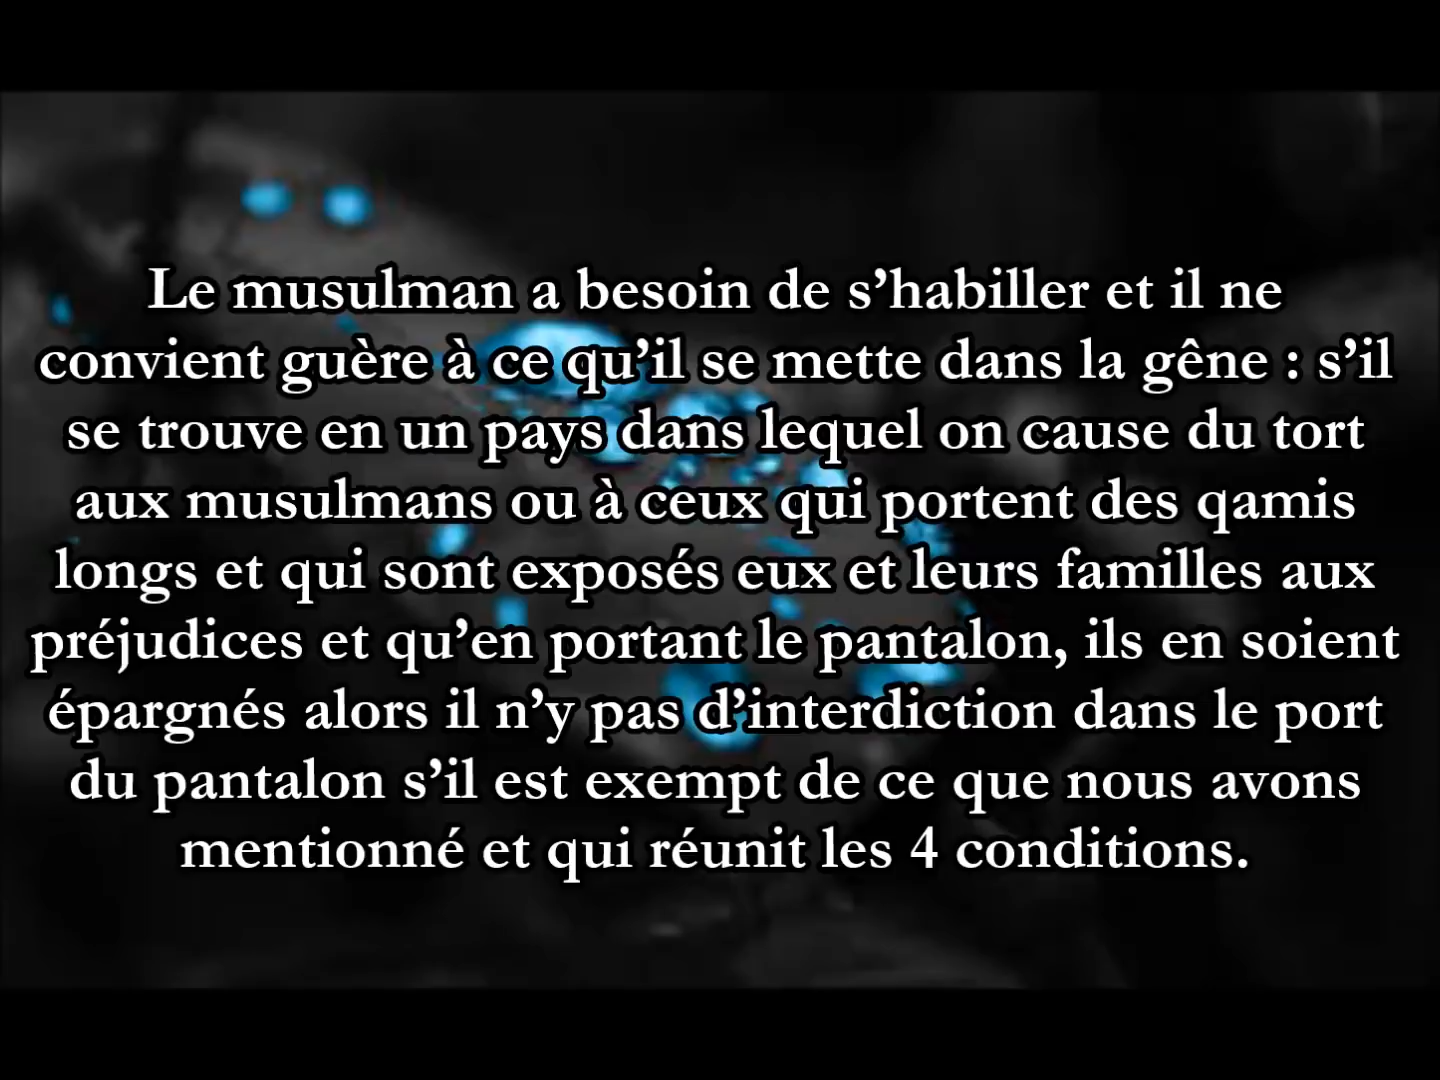 Le musulman a besoin de s’habiller et il ne
convient guère à ce qu’il se mette dans la gêne : s’il
se trouve en un pays dans lequel on cause du tort
aux musulmans ou à ceux qui portent des qamis
longs et qui sont exposés eux et leurs familles aux
préjudices et qu’en portant le pantalon, ils en soient
épargnés alors il n’y pas d’interdiction dans le port
du pantalon s’il est exempt de ce que nous avons
mentionné et qui réunit les 4 conditions.